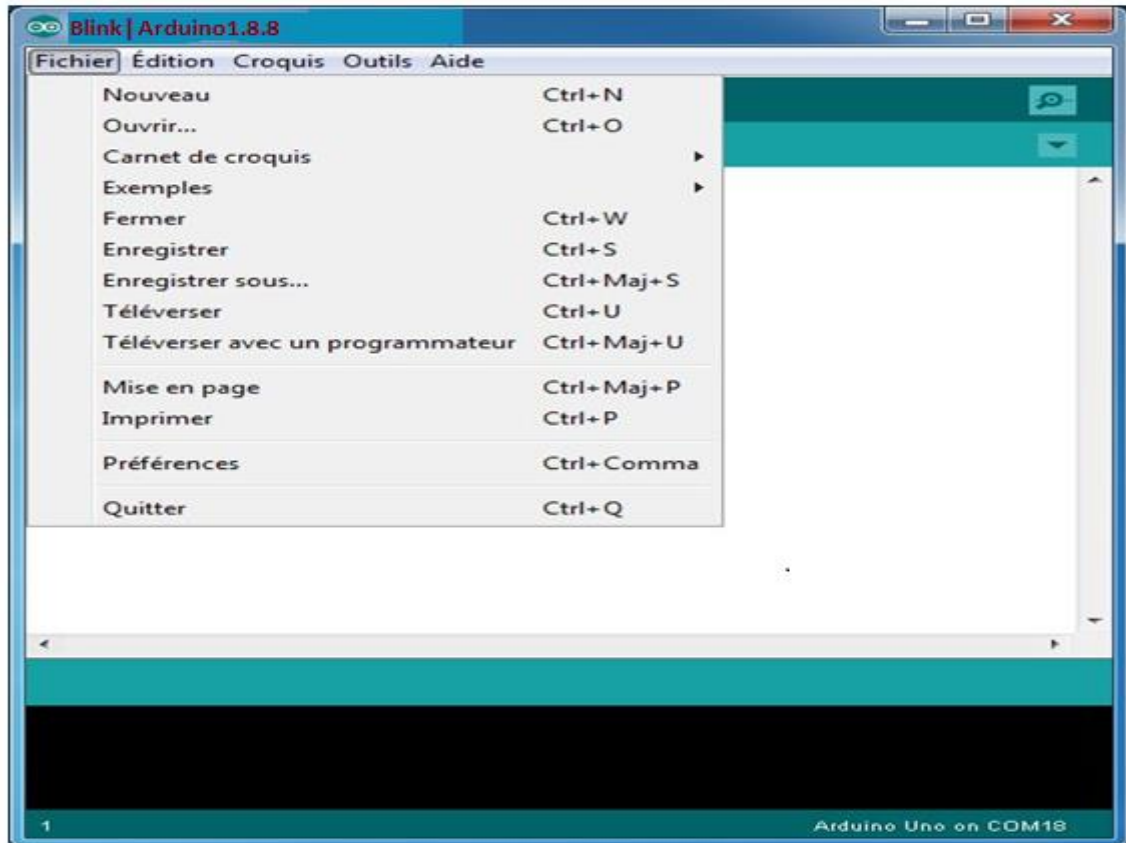 Blink | Arduino1.8.8
Fichier Édition Croquis Outils Aide
Nouveau Ctrl+N
Ouvrir... Ctrl+O
Carnet de croquis
Exemples
Fermer Ctrl+W
Enregistrer Ctrl+S
Enregistrer sous... Ctrl+Maj+S
Téléverser Ctrl+U
Téléverser avec un programmateur Ctrl+Maj+U
Mise en page Ctrl+Maj+P
Imprimer Ctrl+P
Préférences Ctrl+Comma
Quitter Ctrl+Q
1 Arduino Uno on COM18